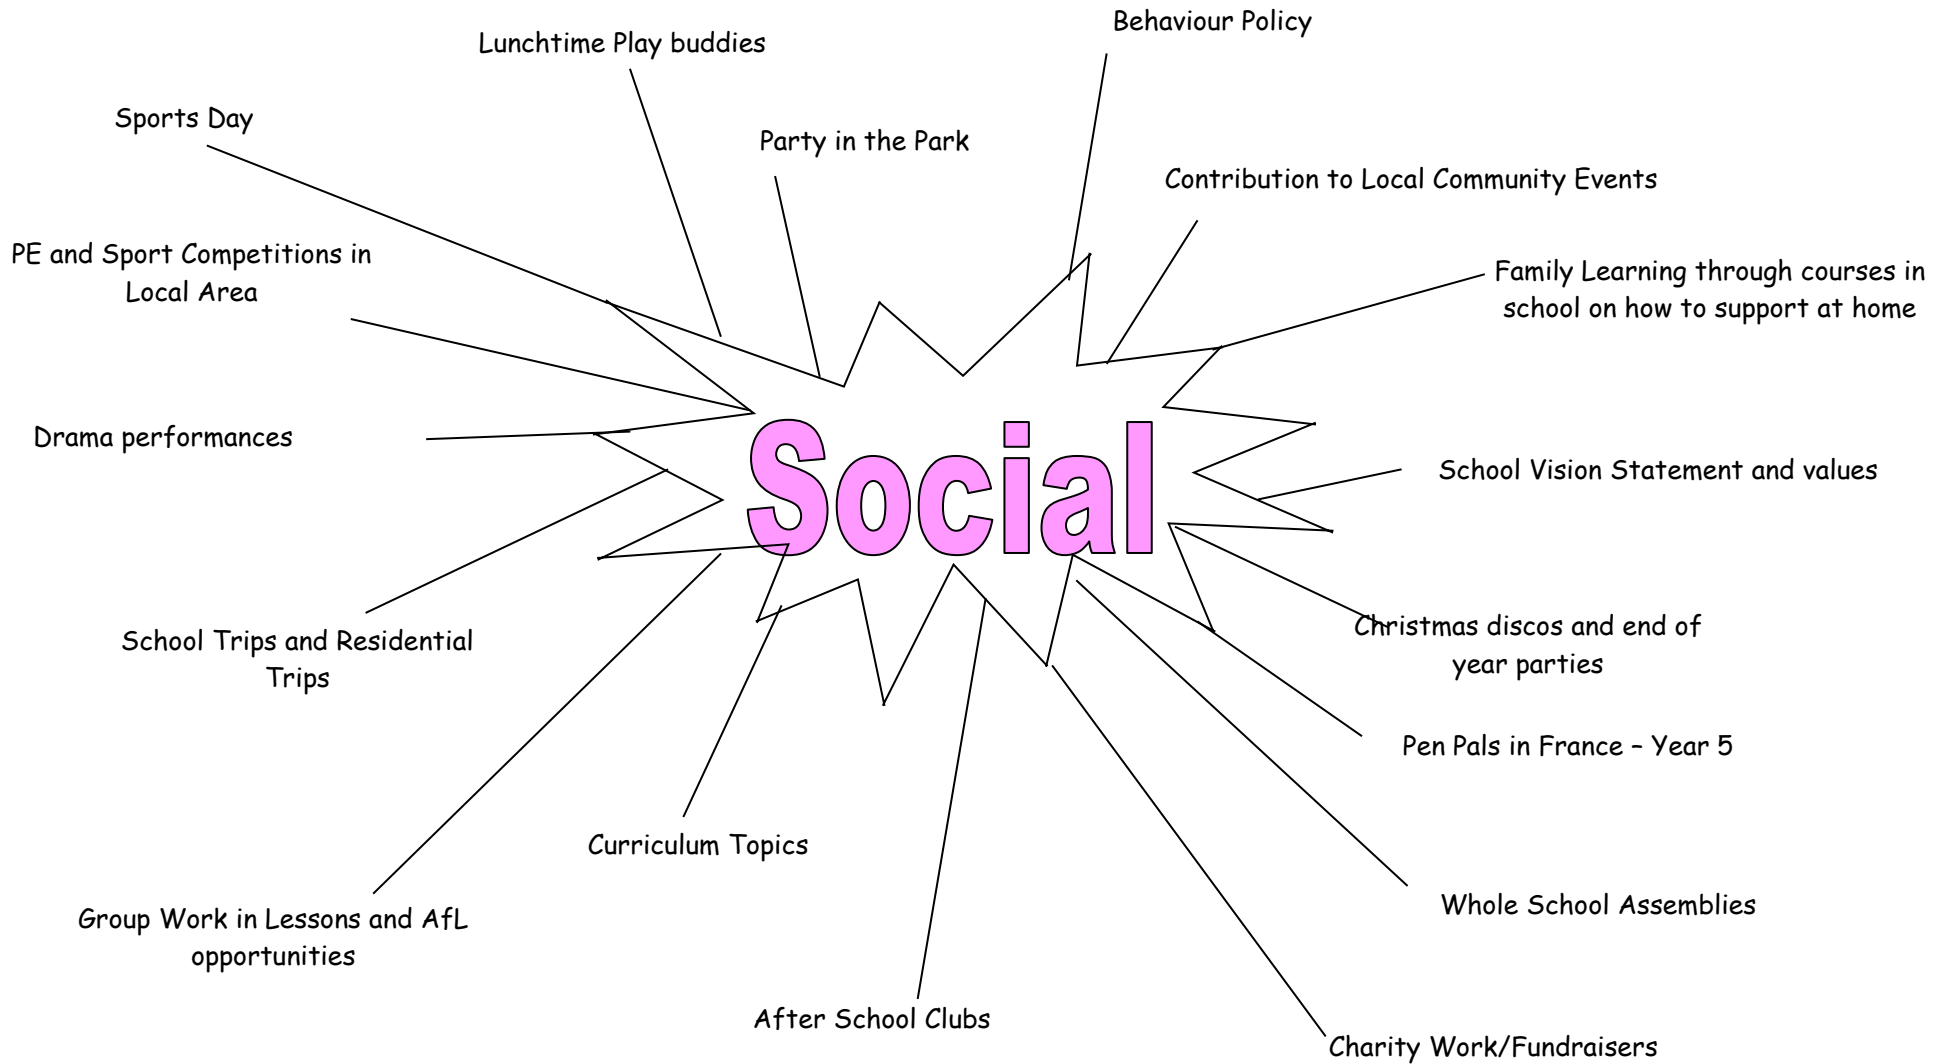 Behaviour Policy
Lunchtime Play buddies
Sports Day
Party in the Park
Contribution to Local Community Events
PE and Sport Competitions in
Local Area
Family Learning through courses in
school on how to support at home
Drama performances
Social
School Vision Statement and values
School Trips and Residential
Trips
Christmas discos and end of
year parties
Pen Pals in France – Year 5
Curriculum Topics
Group Work in Lessons and AfL
opportunities
Whole School Assemblies
After School Clubs
Charity Work/Fundraisers